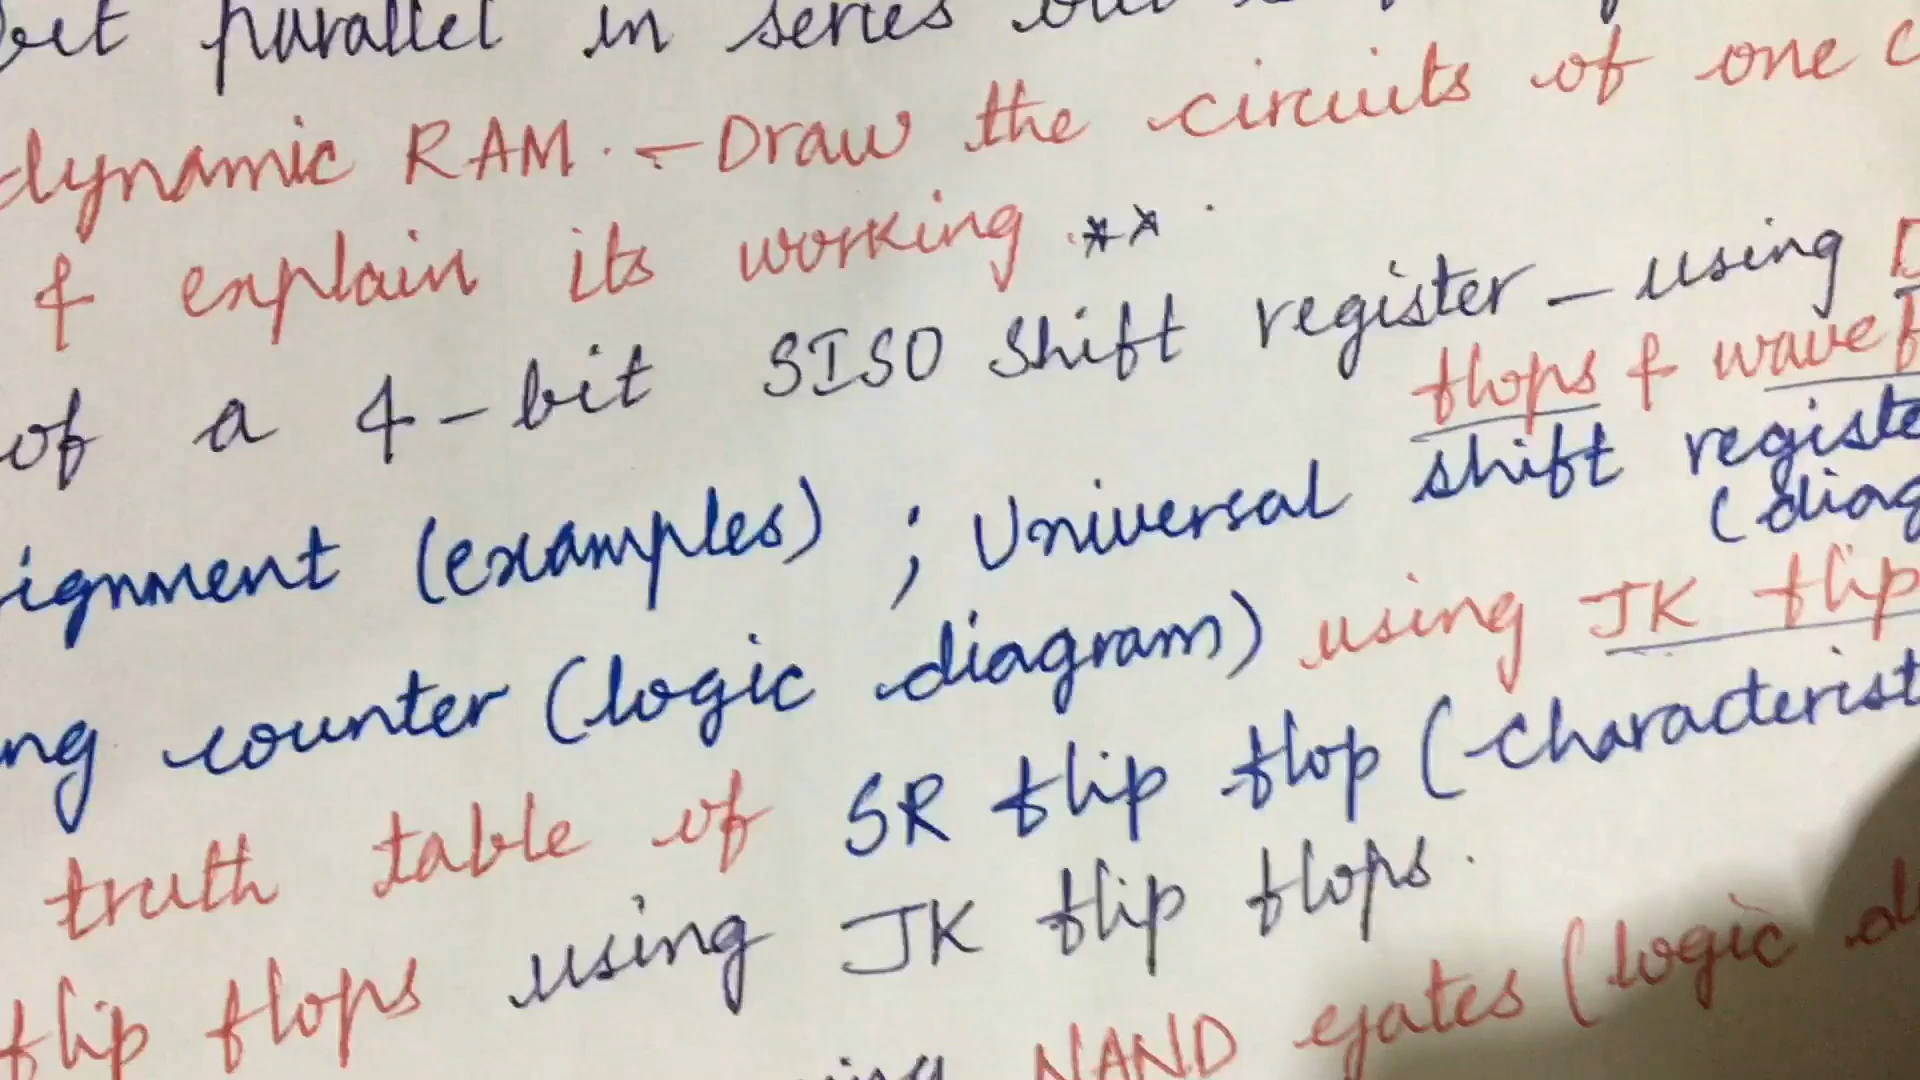 parallel in series
dynamic RAM. – Draw the circuits of one
& explain its working **
of a 4-bit SISO Shift register – using
flops & wave
ignment (examples) ; Universal shift registe
(diag
ng counter (logic diagram) using JK flip
truth table of SR flip flop (characterist
flip flops using JK flip flops.
NAND gates (logic